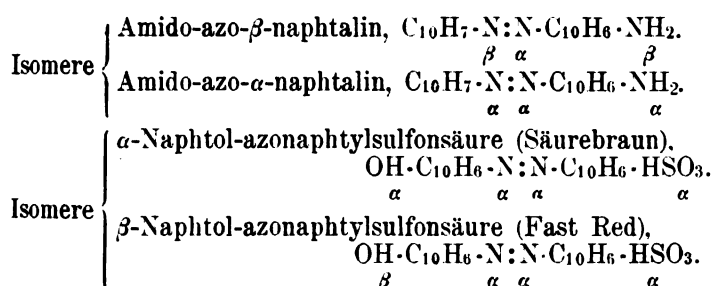 Isomere
Amido-azo-β-naphtalin, C₁₀H₇·N:N·C₁₀H₆·NH₂.
β α β
Amido-azo-α-naphtalin, C₁₀H₇·N:N·C₁₀H₆·NH₂.
α α α
Isomere
α-Naphtol-azonaphtylsulfonsäure (Säurebraun),
OH·C₁₀H₆·N:N·C₁₀H₆·HSO₃.
α α α α
β-Naphtol-azonaphtylsulfonsäure (Fast Red),
OH·C₁₀H₆·N:N·C₁₀H₆·HSO₃.
β α α α